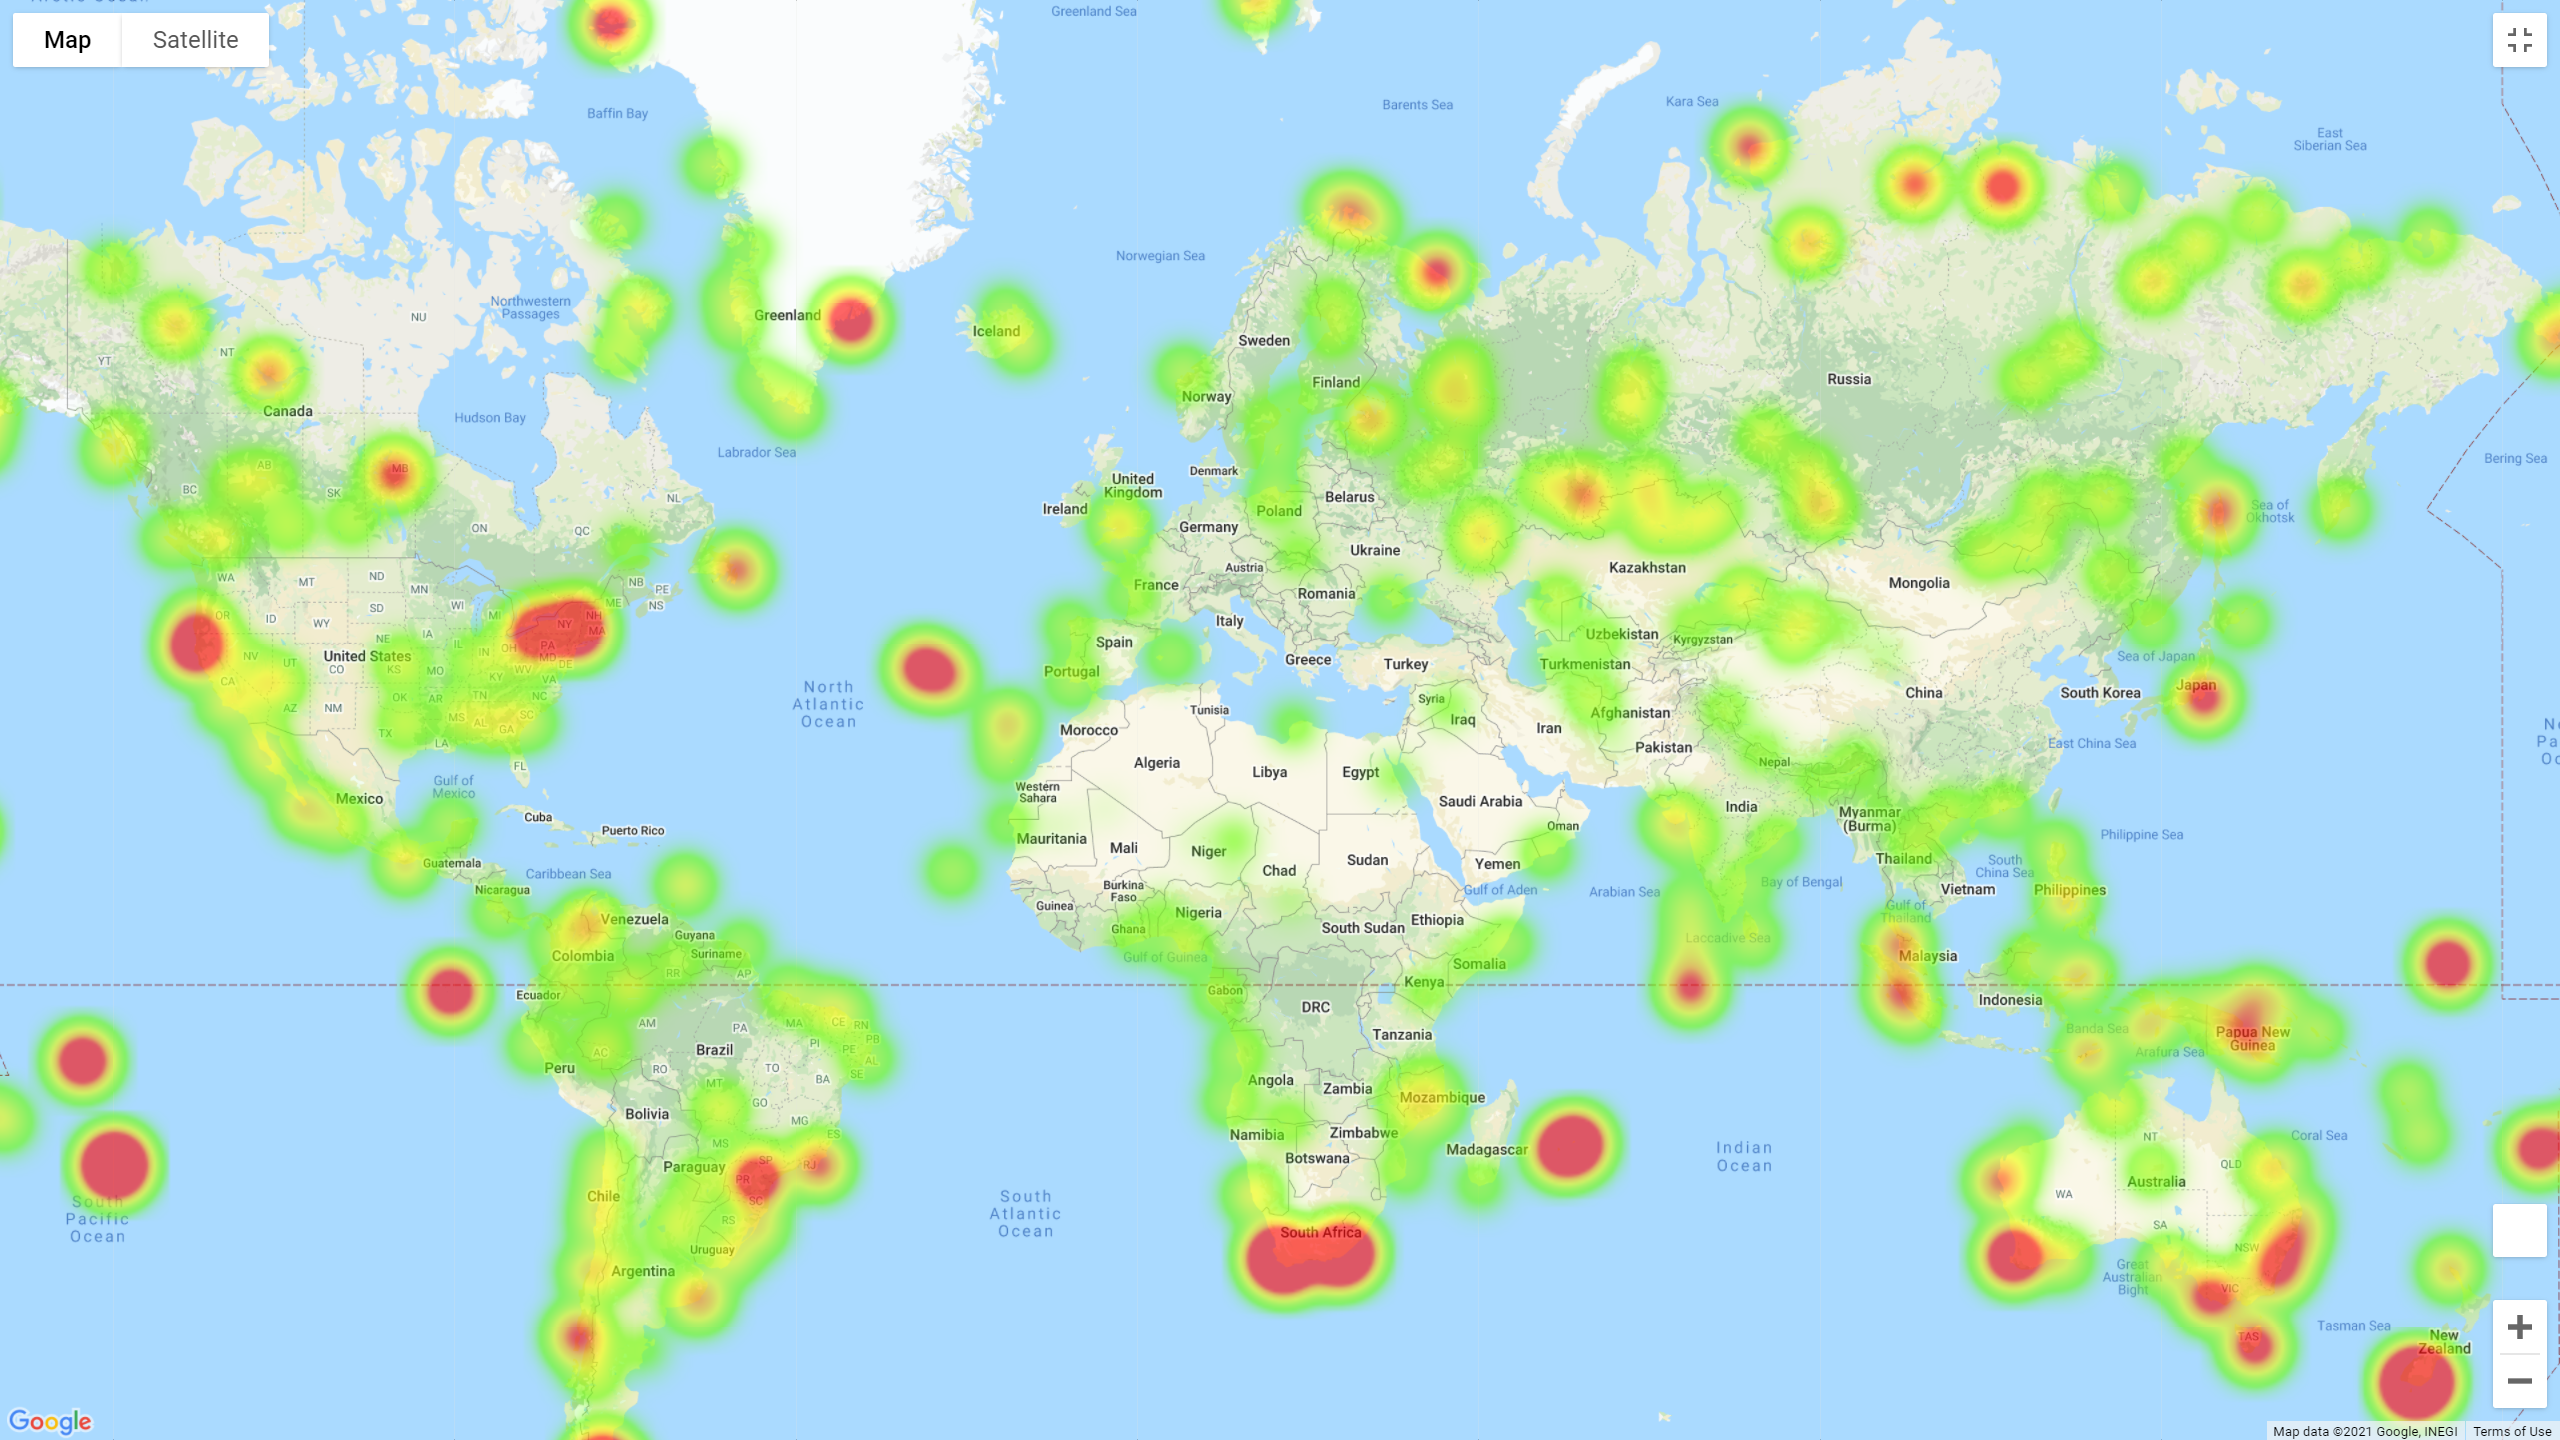 Arctic Ocean
Greenland Sea
Map
Satellite
Baffin Bay
Barents Sea
Kara Sea
East
Siberian Sea
Norwegian Sea
Northwestern
Passages
NU
Greenland
Iceland
Sweden
YT
NT
Finland
Russia
Norway
Canada
Hudson Bay
Labrador Sea
Bering Sea
AB
MB
BC
SK
NL
Denmark
United
Kingdom
Ireland
Belarus
Poland
Sea of
Okhotsk
ON
QC
Germany
Ukraine
Kazakhstan
Mongolia
Austria
France
Romania
WA
MT
ND
MN
NB
PE
NS
OR
ID
SD
WY
WI
MI
ME
NH
NY
MA
Italy
Spain
Uzbekistan
Kyrgyzstan
NE
IA
IL
IN
OH
PA
MD
DE
WV
NV
UT
United States
CO
KS
MO
KY
VA
CA
Portugal
Greece
Turkey
Turkmenistan
Sea of Japan
South Korea
Japan
China
North
Atlantic
Ocean
AZ
NM
OK
AR
TN
NC
SC
MS
AL
GA
TX
LA
FL
Tunisia
Syria
Iraq
Iran
Afghanistan
Pakistan
Morocco
Algeria
Libya
Egypt
Nepal
East China Sea
Gulf of
Mexico
Mexico
Western
Sahara
Saudi Arabia
India
Myanmar
(Burma)
Cuba
Puerto Rico
Oman
Mauritania
Mali
Niger
Chad
Sudan
Yemen
Thailand
Philippine Sea
South
China Sea
Guatemala
Caribbean Sea
Nicaragua
Burkina
Faso
Guinea
Gulf of Aden
Arabian Sea
Bay of Bengal
Vietnam
Philippines
Gulf of
Thailand
Venezuela
Guyana
Suriname
Colombia
Nigeria
Ghana
Gulf of Guinea
Ethiopia
South Sudan
Somalia
Laccadive Sea
Malaysia
RR
AP
Ecuador
Gabon
Kenya
DRC
Indonesia
AM
PA
MA
CE
RN
PB
PI
PE
AL
SE
Tanzania
Banda Sea
Arafura Sea
Papua New
Guinea
AC
Brazil
Peru
RO
TO
BA
MT
GO
Angola
Zambia
Mozambique
Bolivia
MG
ES
MS
Namibia
Zimbabwe
Botswana
Madagascar
Indian
Ocean
NT
Coral Sea
QLD
Australia
WA
Paraguay
SP
RJ
PR
SC
Chile
RS
South
Pacific
Ocean
South
Atlantic
Ocean
South Africa
SA
NSW
Uruguay
Argentina
Great
Australian
Bight
VIC
TAS
Tasman Sea
New
Zealand
Google
Map data ©2021 Google, INEGI
Terms of Use